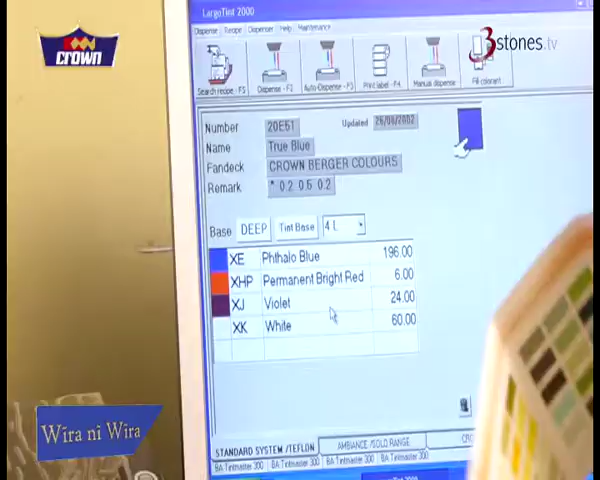 LargoTint 2000
Dispense Recipe Dispenser Help Maintenance
Search recipe - F5 Dispense - F2 Auto-Dispense - F3 Print label - F4 Manual dispense Fill colorant
CROWN
3stones.tv
Number 20E51 Updated 26/09/2002
Name True Blue
Fandeck CROWN BERGER COLOURS
Remark * 0.2 0.5 0.2
Base DEEP Tint Base 4 L
XE Phthalo Blue 196.00
XHP Permanent Bright Red 6.00
XJ Violet 24.00
XK White 60.00
Wira ni Wira
STANDARD SYSTEM /TEFLON AMBIANCE /SOLO RANGE
BA Tintmaster 300 BA Tintmaster 300 BA Tintmaster 300 BA Tintmaster 300